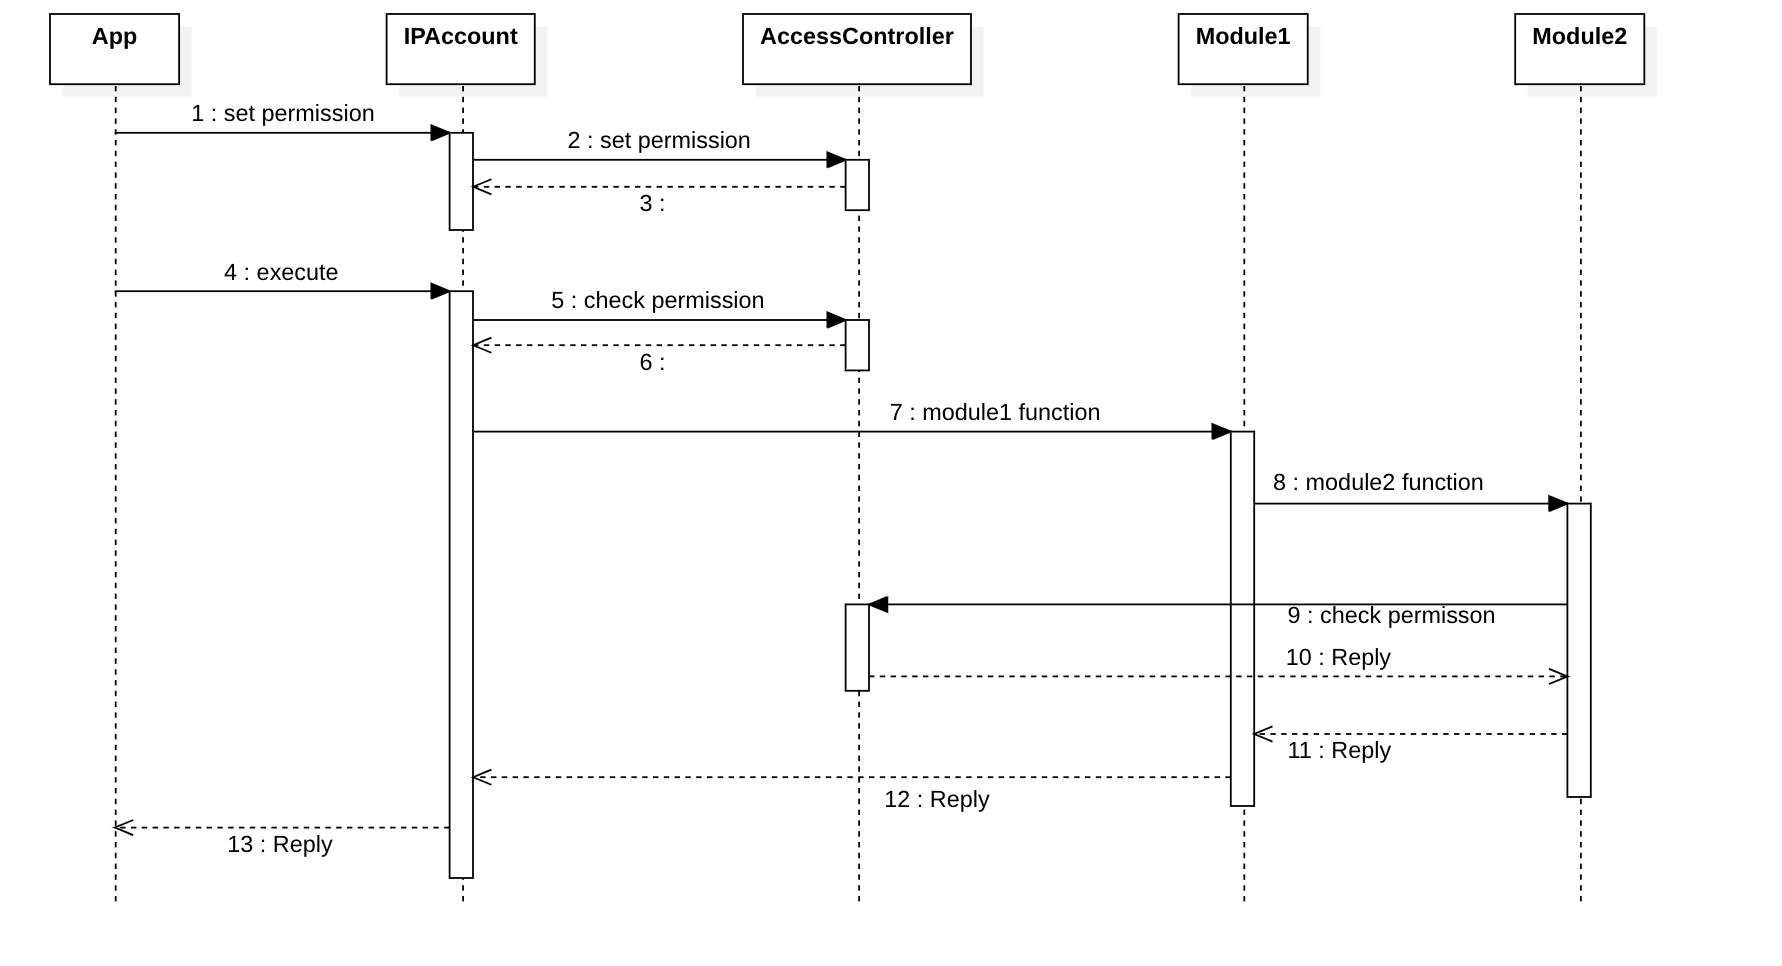 App
IPAccount
AccessController
Module1
Module2
1 : set permission
2 : set permission
3 :
4 : execute
5 : check permission
6 :
7 : module1 function
8 : module2 function
9 : check permisson
10 : Reply
11 : Reply
12 : Reply
13 : Reply